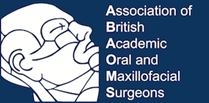 Association of
British
Academic
Oral and
Maxillofacial
Surgeons